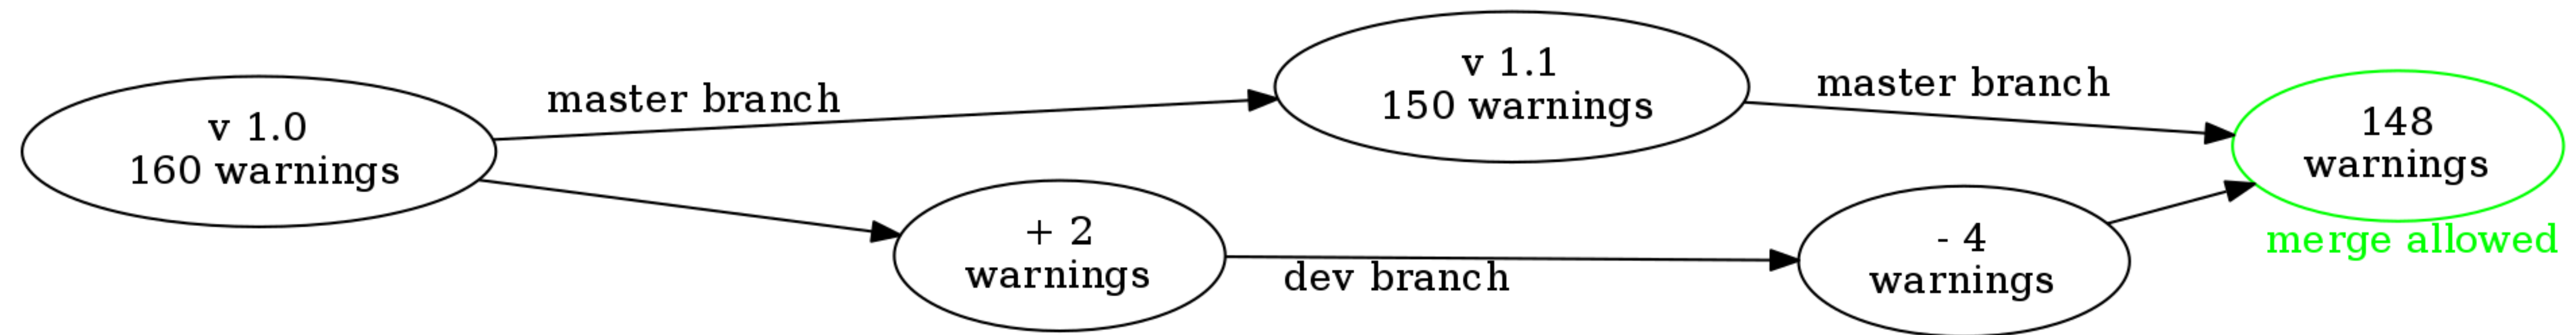 v 1.0
160 warnings
master branch
v 1.1
150 warnings
master branch
148
warnings
merge allowed
+ 2
warnings
dev branch
- 4
warnings